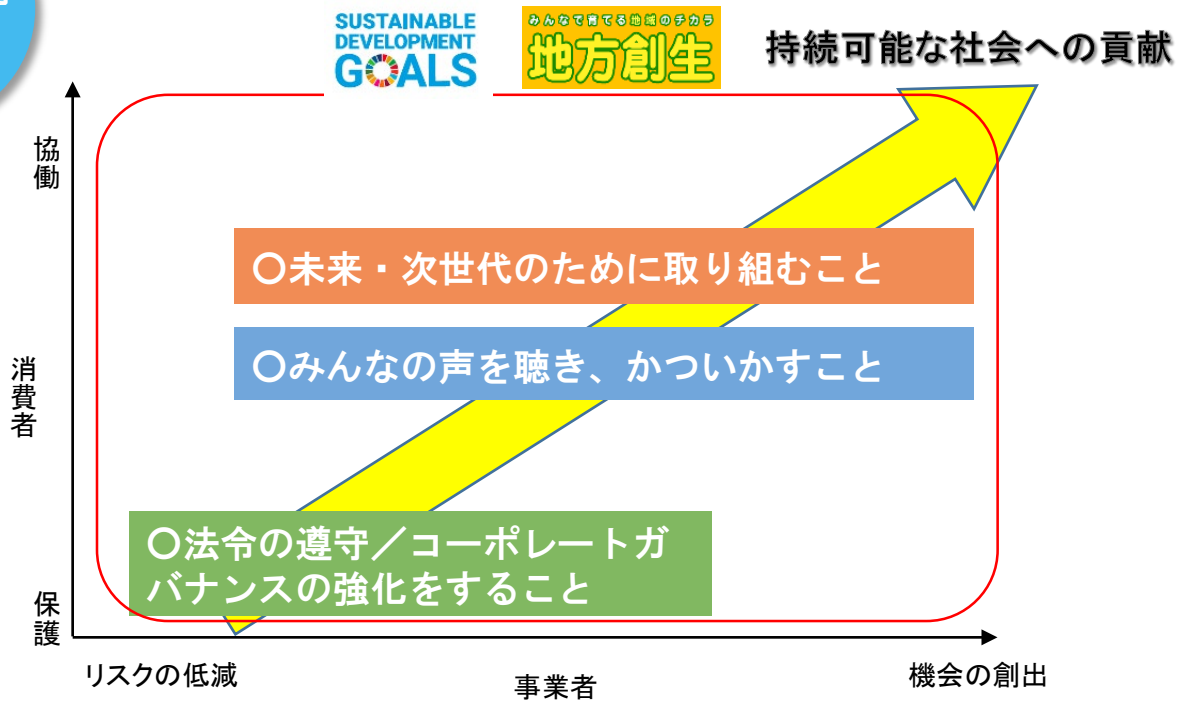 SUSTAINABLE
DEVELOPMENT
GOALS
みんなで育てる地域のチカラ
地方創生
持続可能な社会への貢献
協働
〇未来・次世代のために取り組むこと
〇みんなの声を聴き、かついかすこと
消費者
〇法令の遵守／コーポレートガ
バナンスの強化をすること
保護
リスクの低減
事業者
機会の創出